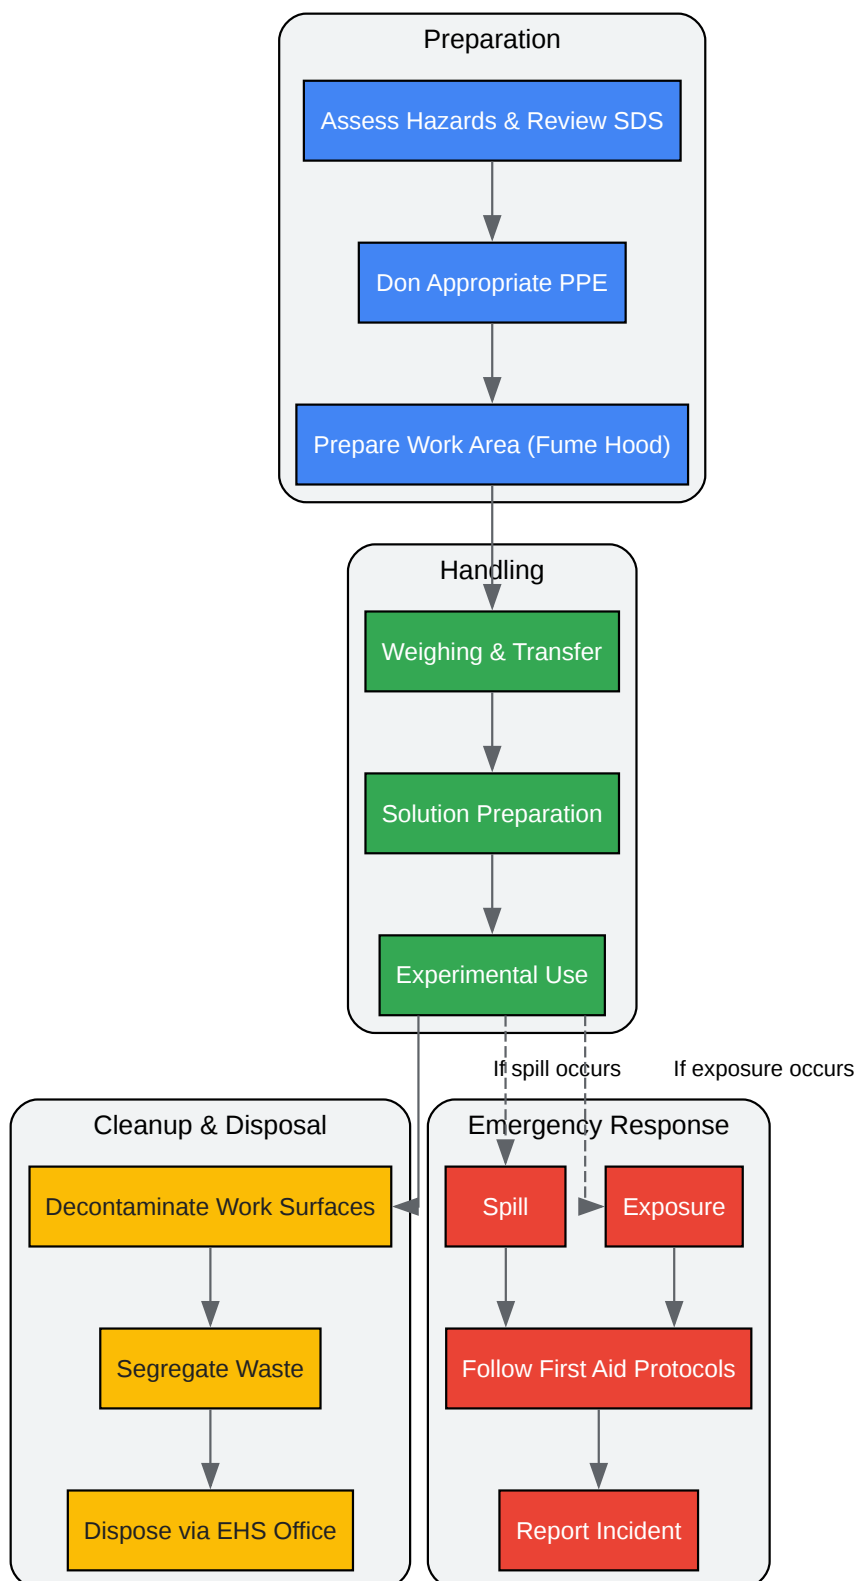 Preparation
Assess Hazards & Review SDS
Don Appropriate PPE
Prepare Work Area (Fume Hood)
Handling
Weighing & Transfer
Solution Preparation
Experimental Use
If spill occurs
If exposure occurs
Cleanup & Disposal
Decontaminate Work Surfaces
Segregate Waste
Dispose via EHS Office
Emergency Response
Spill
Exposure
Follow First Aid Protocols
Report Incident